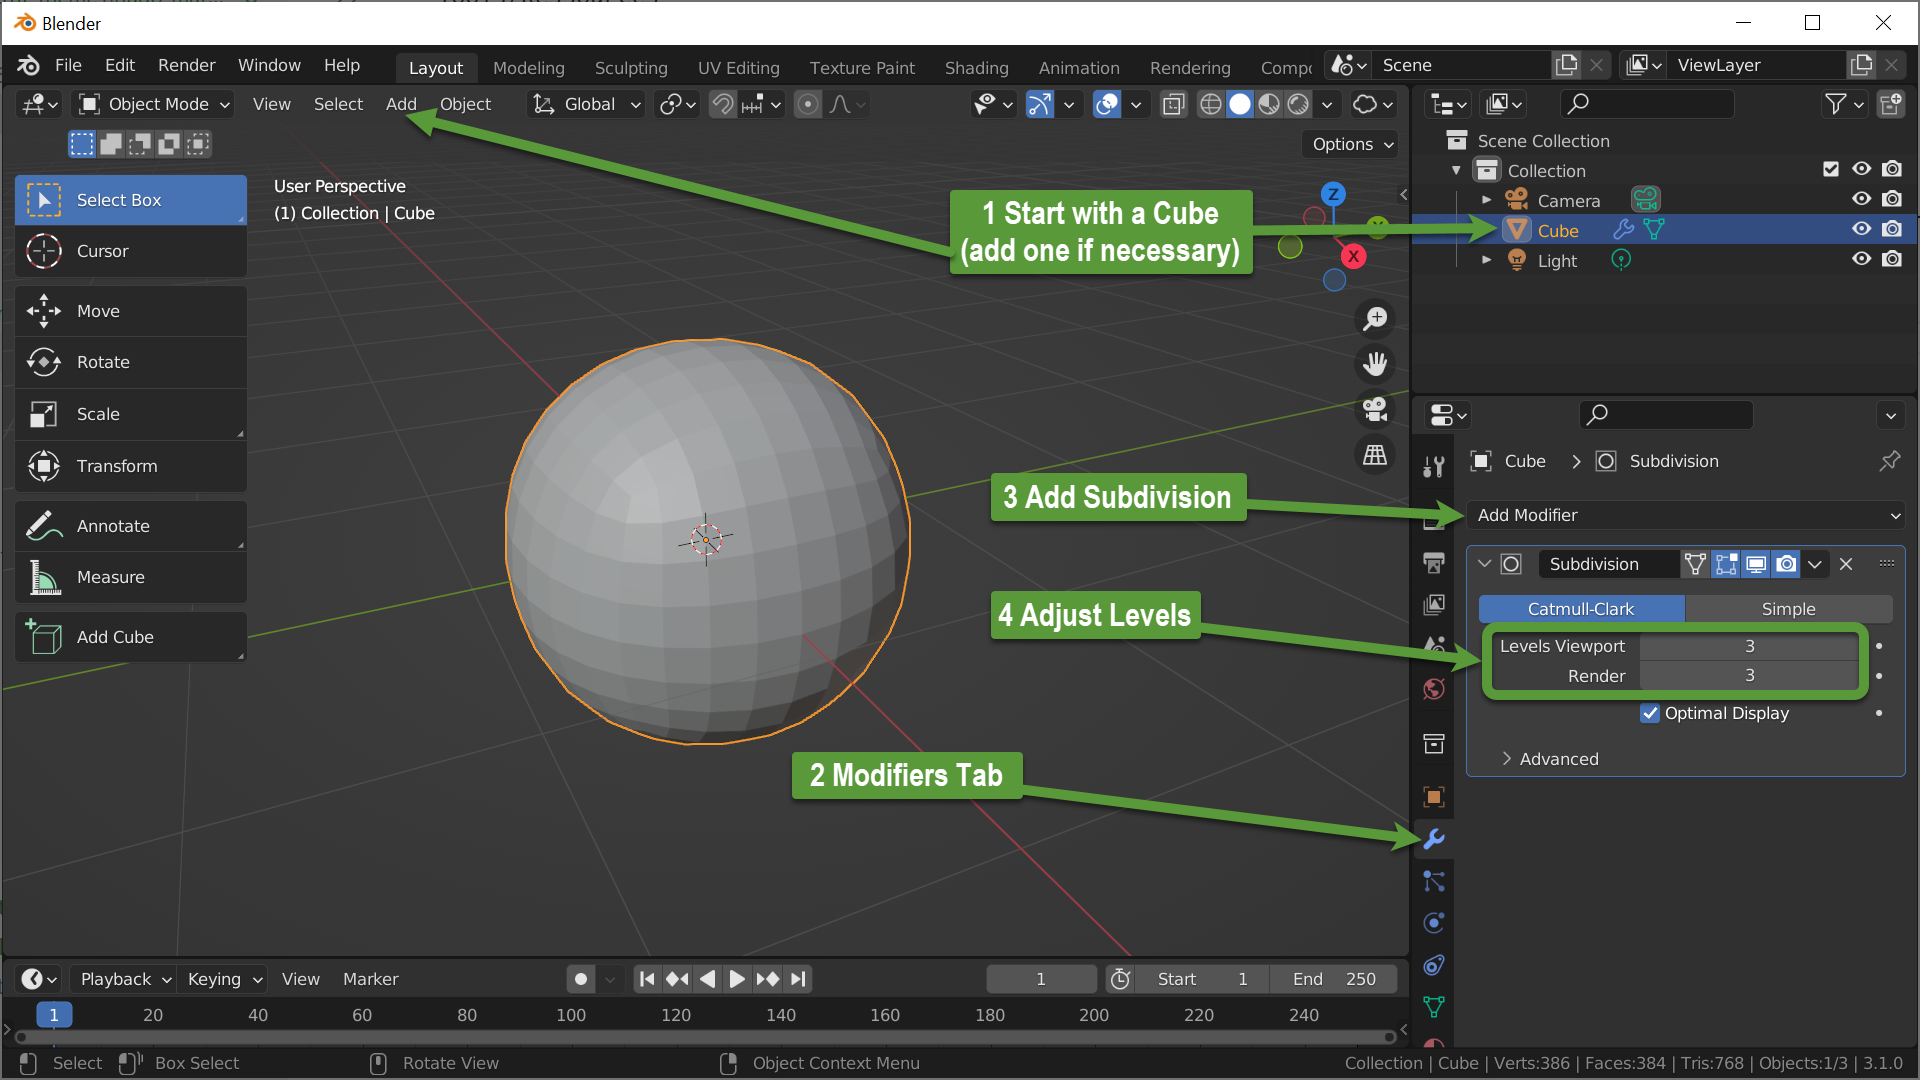 Blender
File Edit Render Window Help Layout Modeling Sculpting UV Editing Texture Paint Shading Animation Rendering Compo Scene ViewLayer
Object Mode View Select Add Object Global
Options
Scene Collection
Collection
Camera
Cube
Light
Select Box
Cursor
Move
Rotate
Scale
Transform
Annotate
Measure
Add Cube
User Perspective
(1) Collection | Cube
1 Start with a Cube
(add one if necessary)
Z
Y
X
3 Add Subdivision
4 Adjust Levels
2 Modifiers Tab
Cube > Subdivision
Add Modifier
Subdivision
Catmull-Clark Simple
Levels Viewport 3
Render 3
Optimal Display
Advanced
Playback Keying View Marker 1 Start 1 End 250
1 20 40 60 80 100 120 140 160 180 200 220 240
Select Box Select Rotate View Object Context Menu Collection | Cube | Verts:386 | Faces:384 | Tris:768 | Objects:1/3 | 3.1.0